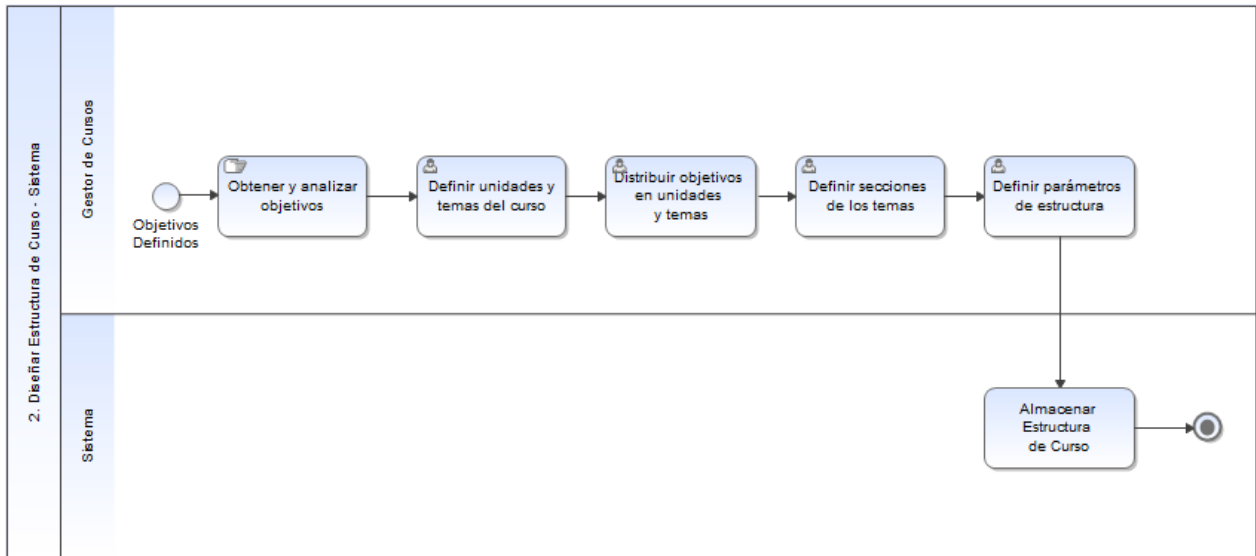 2. Diseñar Estructura de Curso - Sistema
Gestor de Cursos
Objetivos
Definidos
Obtener y analizar
objetivos
Definir unidades y
temas del curso
Distribuir objetivos
en unidades
y temas
Definir secciones
de los temas
Definir parámetros
de estructura
Sistema
Almacenar
Estructura
de Curso